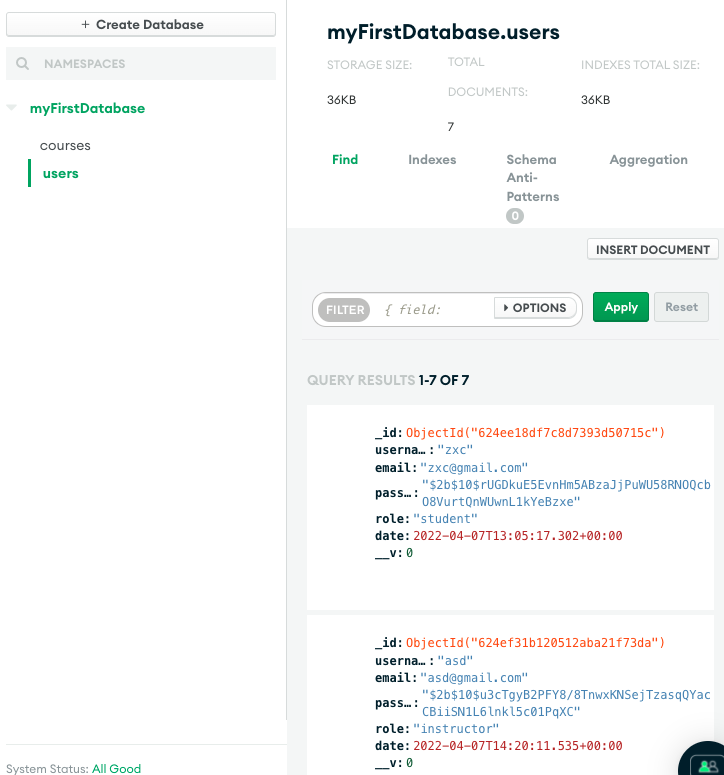 + Create Database
NAMESPACES
myFirstDatabase
courses
users
System Status: All Good
myFirstDatabase.users
STORAGE SIZE:
36KB
TOTAL
DOCUMENTS:
7
INDEXES TOTAL SIZE:
36KB
Find
Indexes
Schema
Anti-
Patterns
0
Aggregation
INSERT DOCUMENT
FILTER { field: OPTIONS Apply Reset
QUERY RESULTS 1-7 OF 7
_id: ObjectId("624ee18df7c8d7393d50715c")
userna…: "zxc"
email: "zxc@gmail.com"
pass…: "$2b$10$rUGDkuE5EvnHm5ABzaJjPuWU58RNOQcb
O8VurtQnWUwnL1kYeBzxe"
role: "student"
date: 2022-04-07T13:05:17.302+00:00
__v: 0
_id: ObjectId("624ef31b120512aba21f73da")
userna…: "asd"
email: "asd@gmail.com"
pass…: "$2b$10$u3cTgyB2PFY8/8TnwxKNSejTzasqQYac
CBiiSN1L6lnkl5c01PqXC"
role: "instructor"
date: 2022-04-07T14:20:11.535+00:00
__v: 0